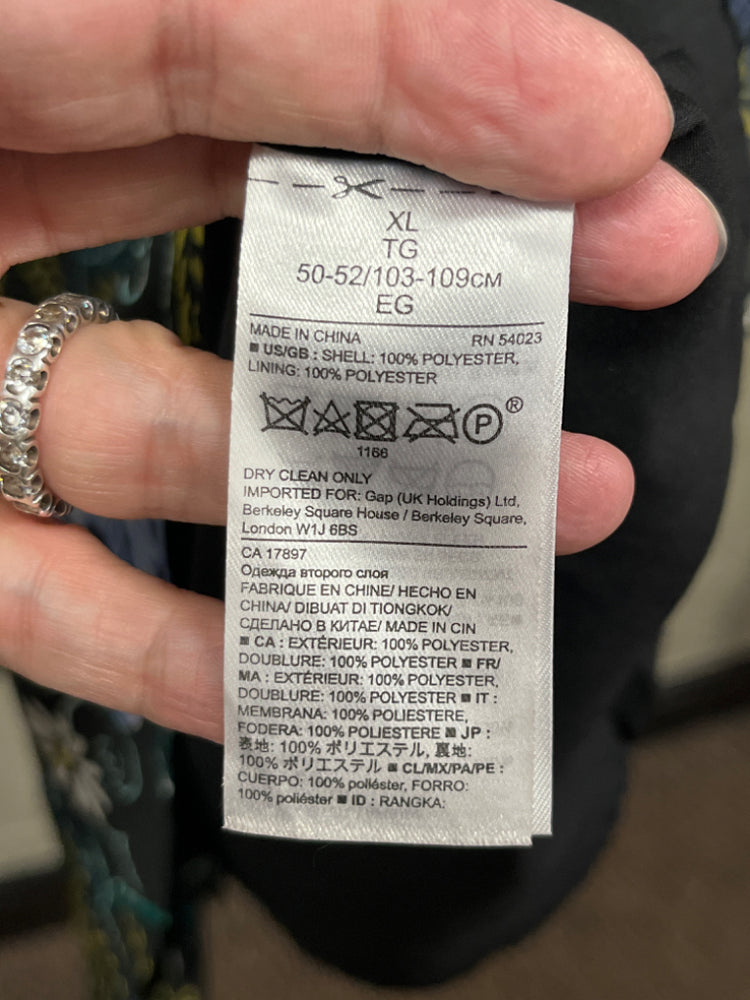 XL
TG
50-52/103-109см
EG
MADE IN CHINA RN 54023
■ US/GB : SHELL: 100% POLYESTER,
LINING: 100% POLYESTER
P ®
1166
DRY CLEAN ONLY
IMPORTED FOR: Gap (UK Holdings) Ltd,
Berkeley Square House / Berkeley Square,
London W1J 6BS
CA 17897
Одежда второго слоя
FABRIQUE EN CHINE/ HECHO EN
CHINA/ DIBUAT DI TIONGKOK/
СДЕЛАНО В КИТАЕ/ MADE IN CIN
■ CA : EXTÉRIEUR: 100% POLYESTER,
DOUBLURE: 100% POLYESTER ■ FR/
MA : EXTÉRIEUR: 100% POLYESTER,
DOUBLURE: 100% POLYESTER ■ IT :
MEMBRANA: 100% POLIESTERE,
FODERA: 100% POLIESTERE ■ JP :
表地: 100% ポリエステル, 裏地:
100% ポリエステル ■ CL/MX/PA/PE :
CUERPO: 100% poliéster, FORRO:
100% poliéster ■ ID : RANGKA: